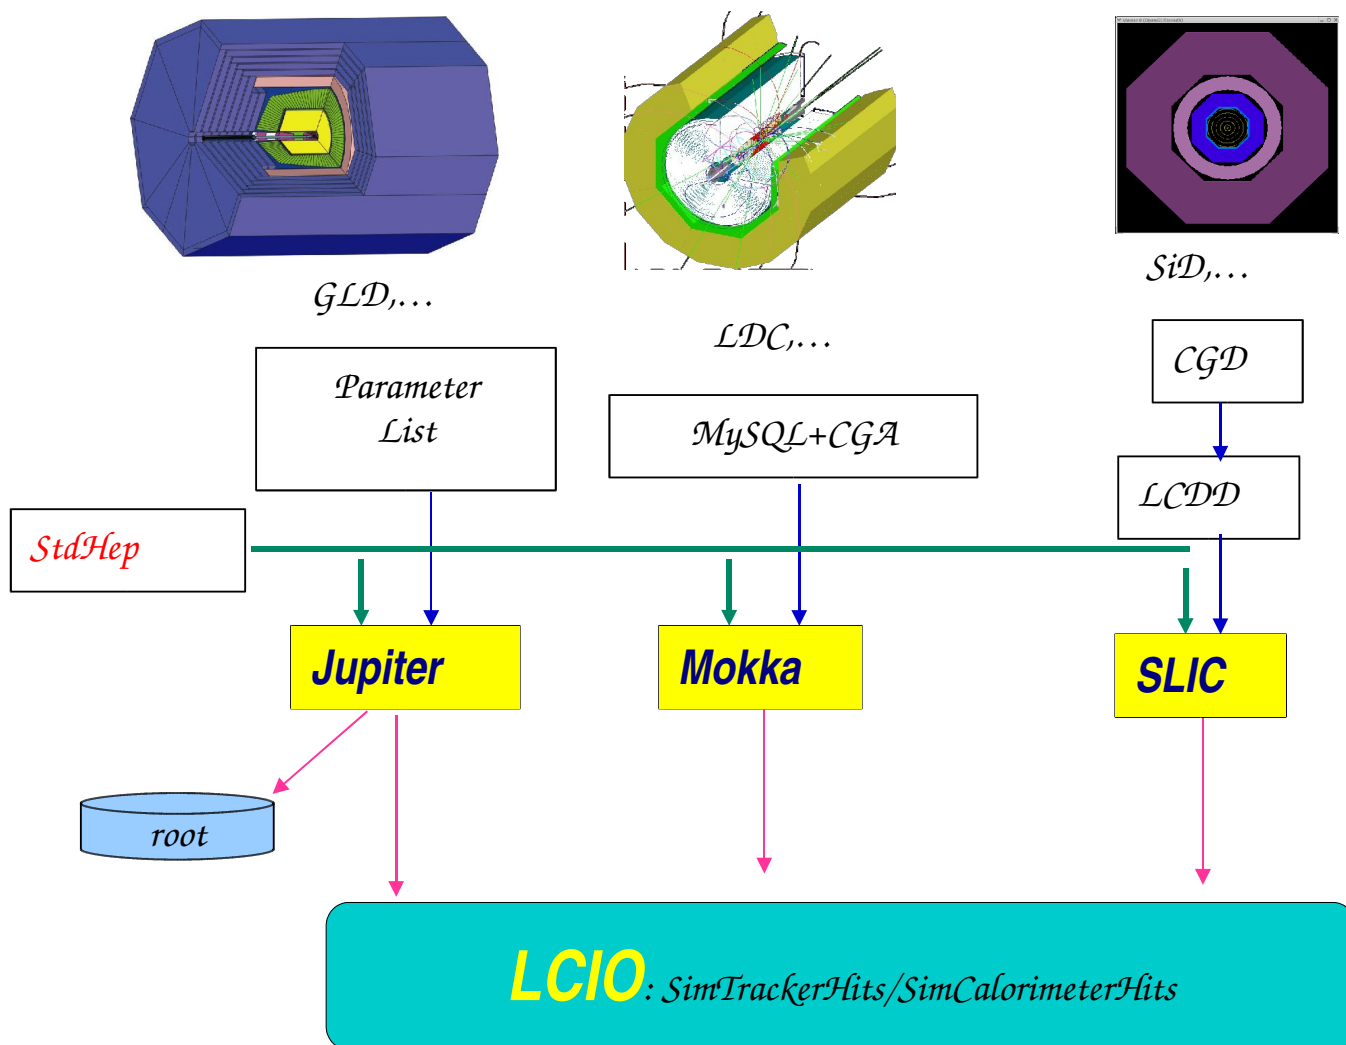 GLD,...
LDC,...
SiD,...
Parameter
List
MySQL+CGA
CGD
LCDD
StdHep
Jupiter
Mokka
SLIC
root
LCIO: SimTrackerHits/SimCalorimeterHits